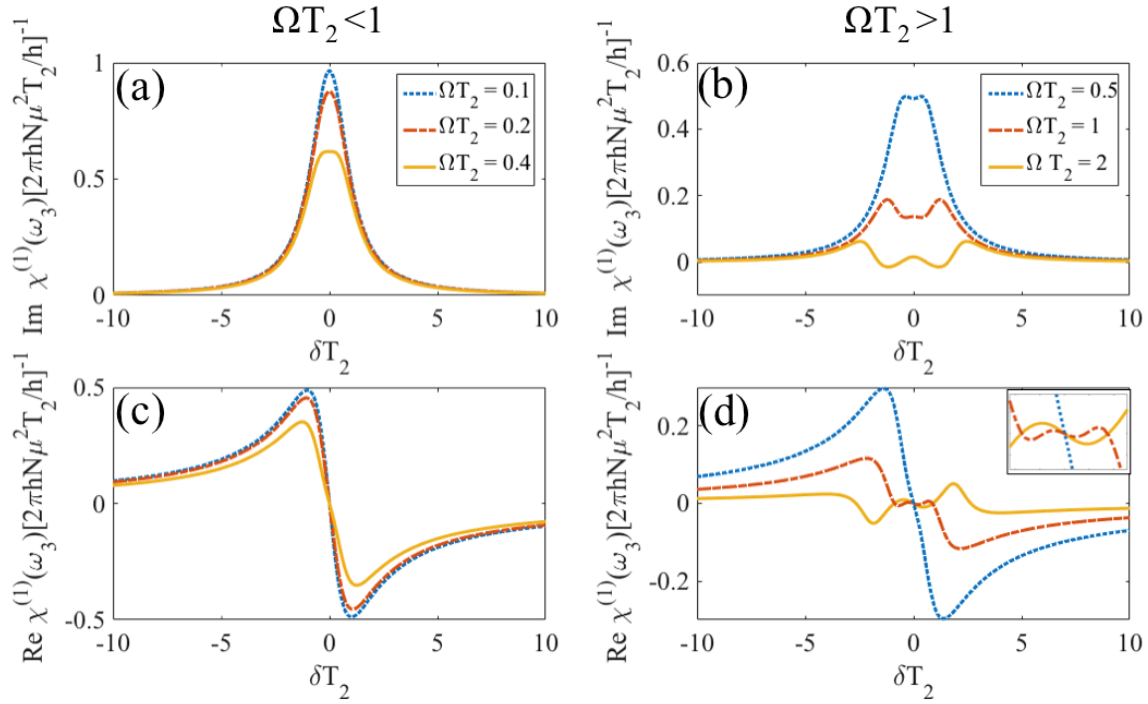 ΩT₂ <1
ΩT₂ >1
(a)
1
0.5
0
-10
-5
0
5
10
δT₂
Im χ⁽¹⁾(ω₃)[2πhNμ²T₂/h]⁻¹
ΩT₂ = 0.1
ΩT₂ = 0.2
ΩT₂ = 0.4
(b)
0.6
0.4
0.2
0
-10
-5
0
5
10
δT₂
Im χ⁽¹⁾(ω₃)[2πhNμ²T₂/h]⁻¹
ΩT₂ = 0.5
ΩT₂ = 1
Ω T₂ = 2
(c)
0.5
0
-0.5
-10
-5
0
5
10
δT₂
Re χ⁽¹⁾(ω₃)[2πhNμ²T₂/h]⁻¹
(d)
0.2
0
-0.2
-10
-5
0
5
10
δT₂
Re χ⁽¹⁾(ω₃)[2πhNμ²T₂/h]⁻¹